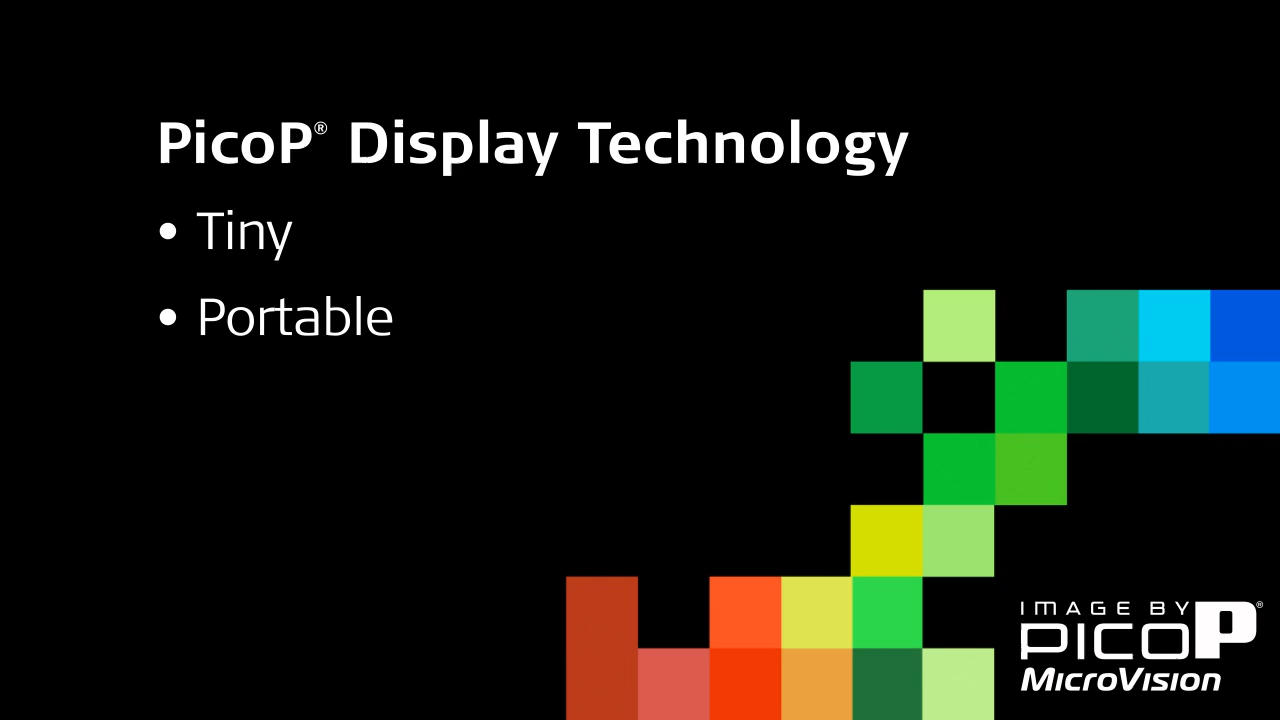 PicoP® Display Technology
• Tiny
• Portable
IMAGE BY
PICOP®
MicroVision